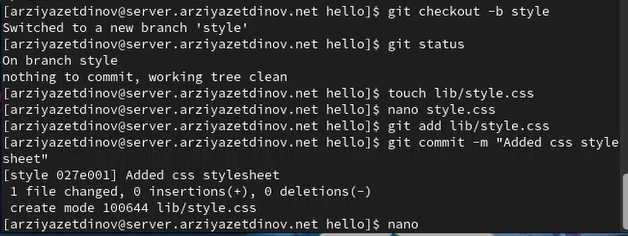 [arziyazetdinov@server.arziyazetdinov.net hello]$ git checkout -b style
Switched to a new branch 'style'
[arziyazetdinov@server.arziyazetdinov.net hello]$ git status
On branch style
nothing to commit, working tree clean
[arziyazetdinov@server.arziyazetdinov.net hello]$ touch lib/style.css
[arziyazetdinov@server.arziyazetdinov.net hello]$ nano style.css
[arziyazetdinov@server.arziyazetdinov.net hello]$ git add lib/style.css
[arziyazetdinov@server.arziyazetdinov.net hello]$ git commit -m "Added css style
sheet"
[style 027e001] Added css stylesheet
 1 file changed, 0 insertions(+), 0 deletions(-)
 create mode 100644 lib/style.css
[arziyazetdinov@server.arziyazetdinov.net hello]$ nano